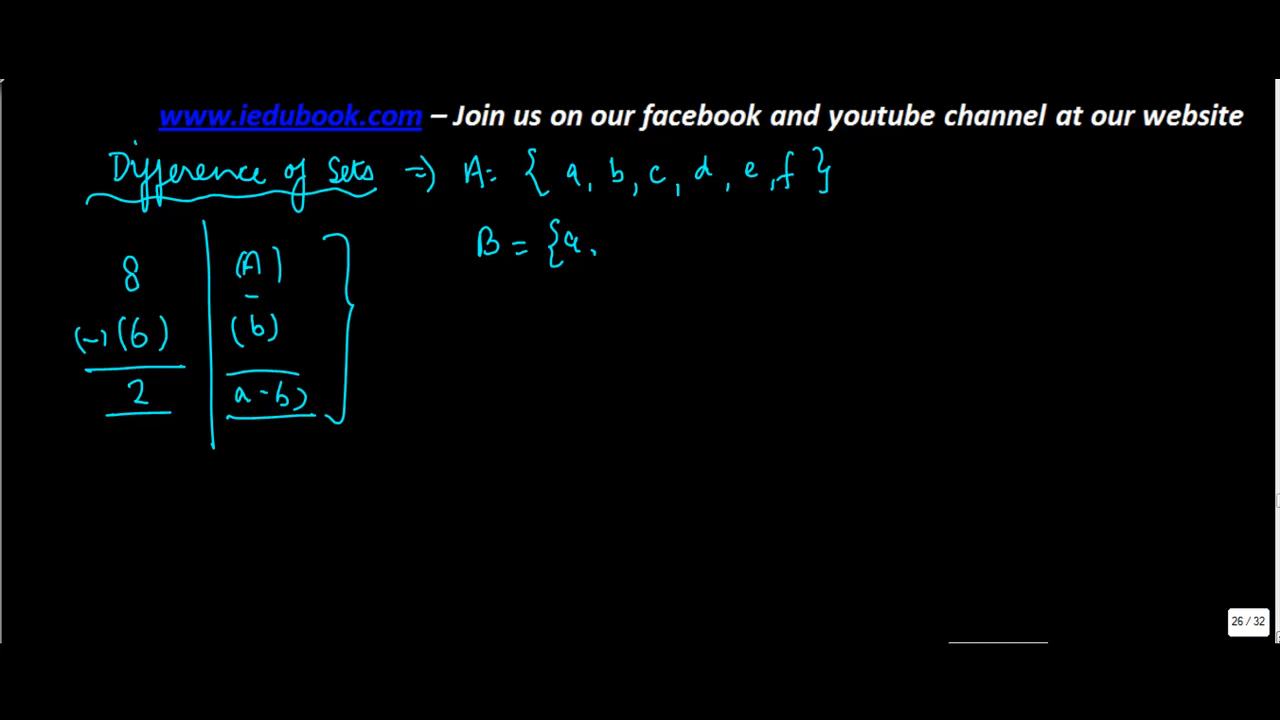 www.iedubook.com – Join us on our facebook and youtube channel at our website
Difference of Sets => A= { a, b, c, d, e, f }
B = {a,
8
(-) (6)
2
(A)
-
(b)
a - b)
26 / 32